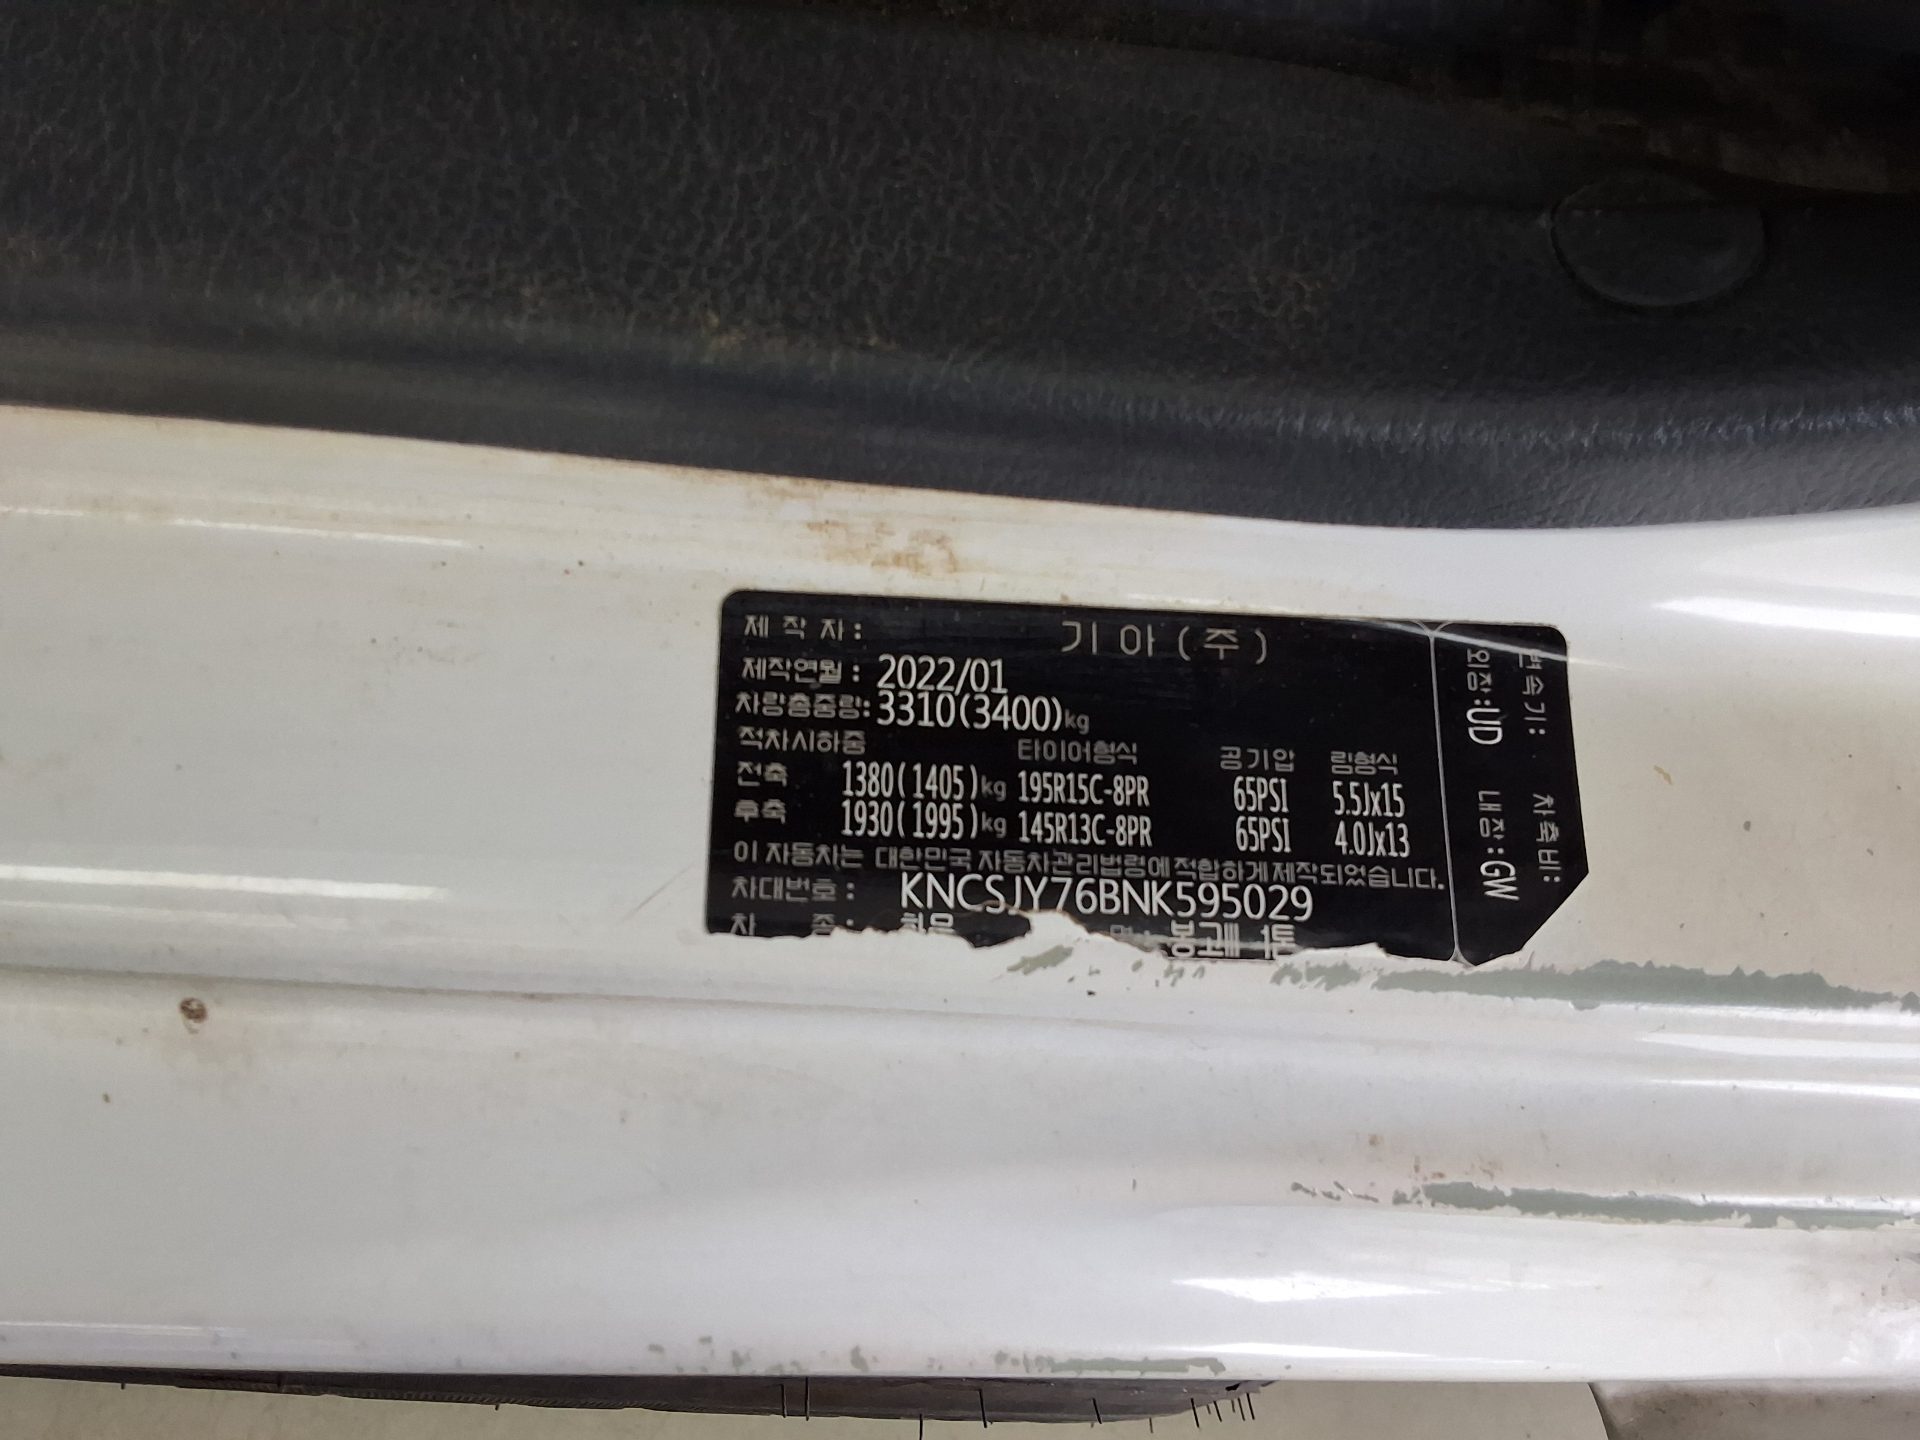 제 작 자 : 기 아 ( 주 )
제작연월 : 2022/01
차량총중량: 3310(3400)kg
적차시하중 타이어형식 공기압 림형식
전축 1380(1405)kg 195R15C-8PR 65PSI 5.5Jx15
후축 1930(1995)kg 145R13C-8PR 65PSI 4.0Jx13
이 자동차는 대한민국 자동차관리법령에 적합하게 제작되었습니다.
차대번호 : KNCSJY76BNK595029
차 종: 화물 명: 봉고Ⅲ 1톤
변속기: 차축비:
외장:UD 내장:GW